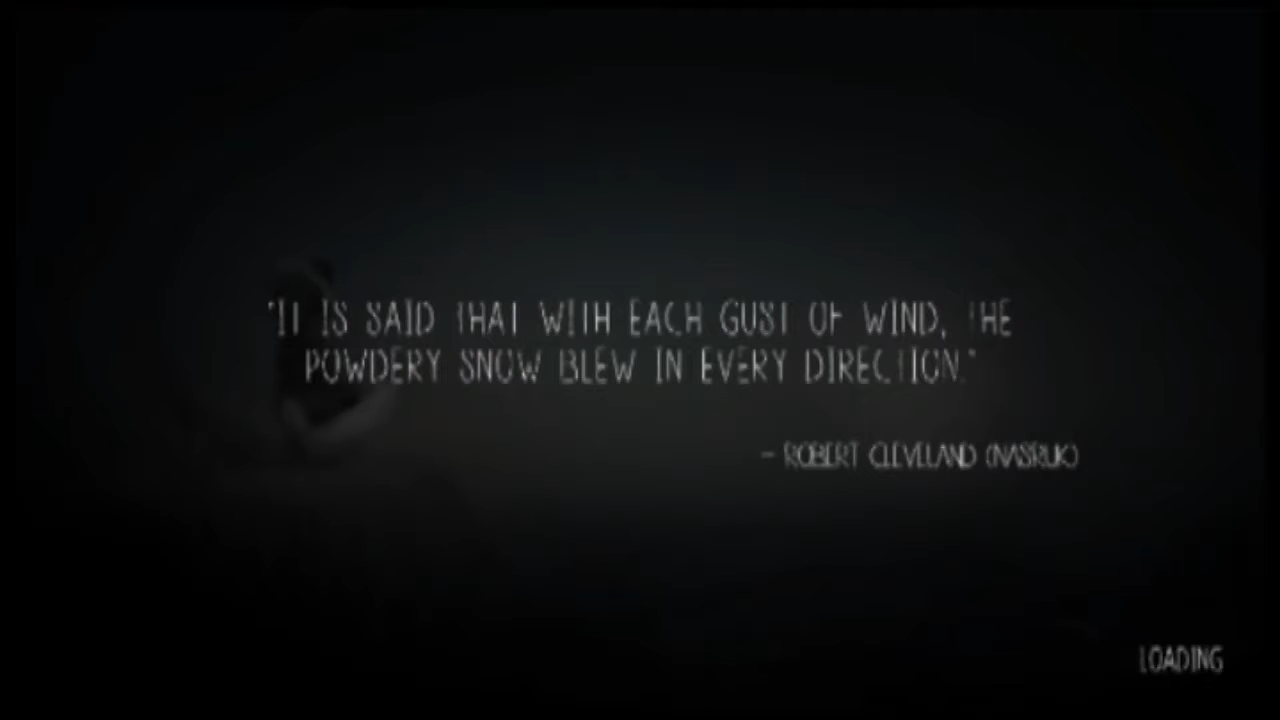 "IT IS SAID THAT WITH EACH GUST OF WIND, THE
POWDERY SNOW BLEW IN EVERY DIRECTION."
- ROBERT CLEVELAND (NASRUK)
LOADING